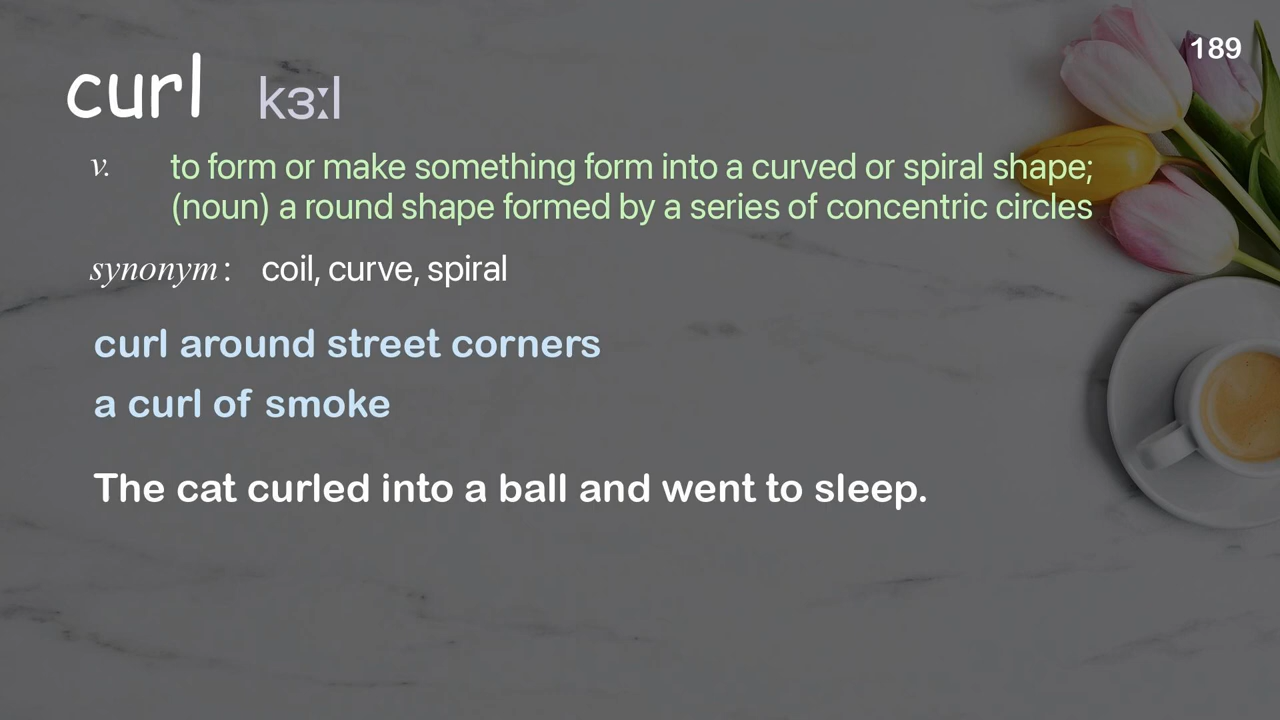 189
curl kɜːl
v. to form or make something form into a curved or spiral shape;
(noun) a round shape formed by a series of concentric circles
synonym: coil, curve, spiral
curl around street corners
a curl of smoke
The cat curled into a ball and went to sleep.